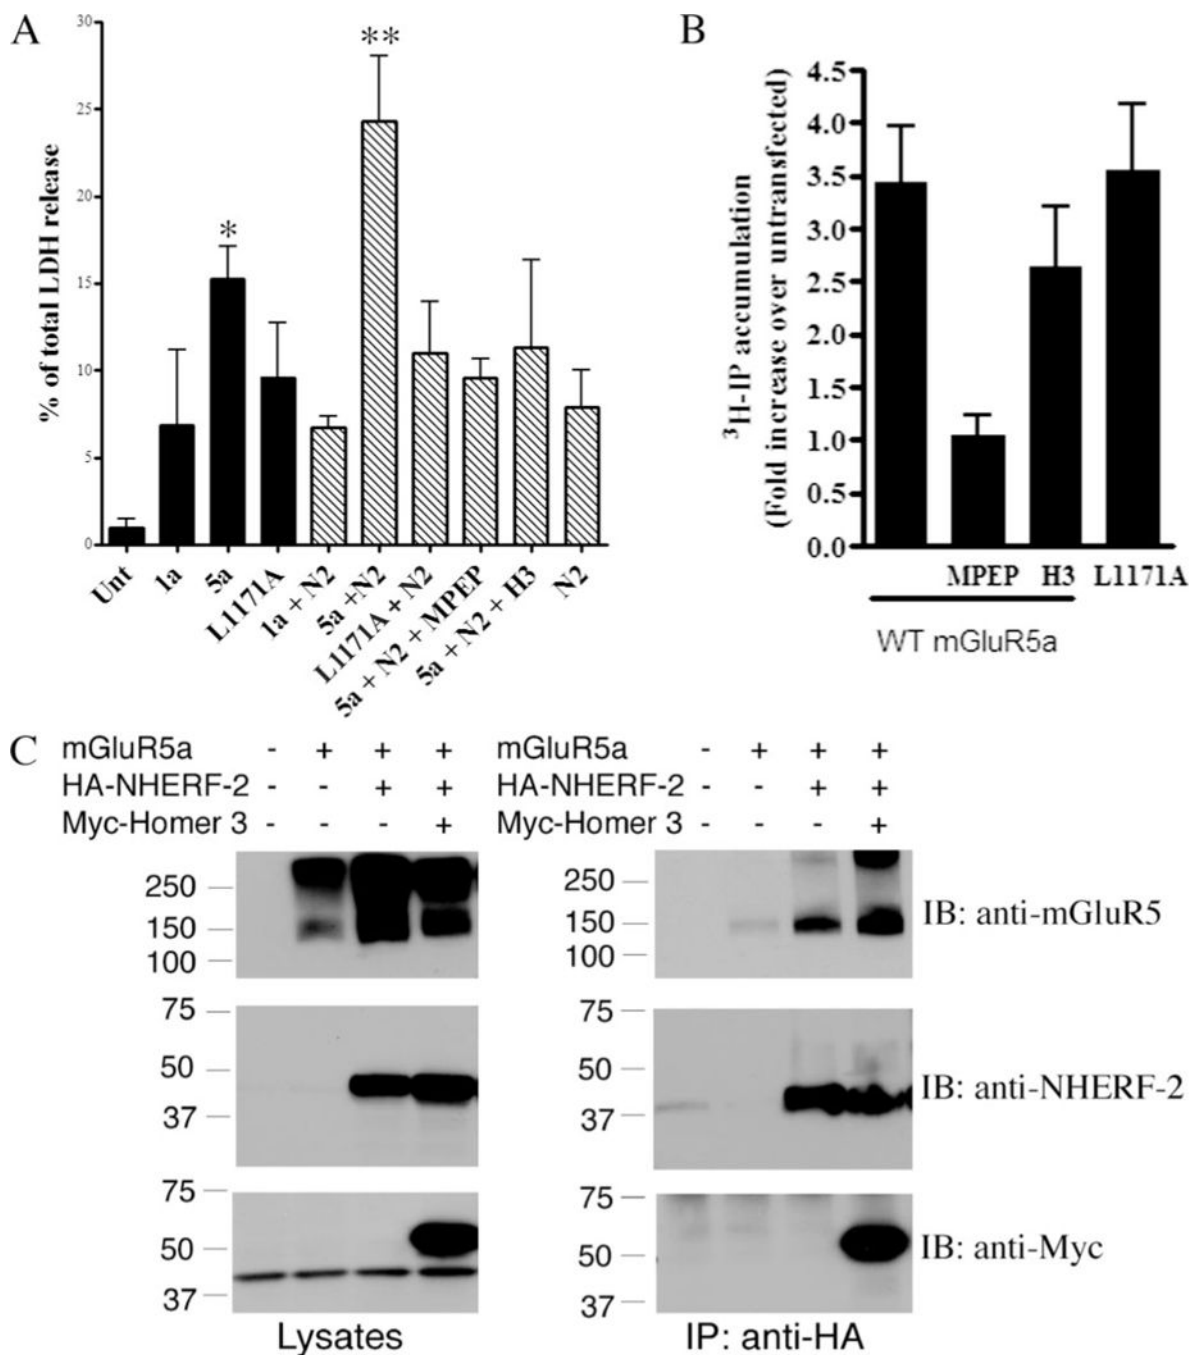 A
% of total LDH release
30
25
20
15
10
5
0
*
**
Unt
1a
5a
L1171A
1a + N2
5a +N2
L1171A + N2
5a + N2 + MPEP
5a + N2 + H3
N2
B
³H-IP accumulation
(Fold increase over untransfected)
4.5
4.0
3.5
3.0
2.5
2.0
1.5
1.0
0.5
0.0
MPEP H3 L1171A
WT mGluR5a
C
mGluR5a - + + +
HA-NHERF-2 - - + +
Myc-Homer 3 - - - +
250
150
100
75
50
37
75
50
37
Lysates
mGluR5a - + + +
HA-NHERF-2 - - + +
Myc-Homer 3 - - - +
250
150
100
IB: anti-mGluR5
75
50
37
IB: anti-NHERF-2
75
50
37
IB: anti-Myc
IP: anti-HA